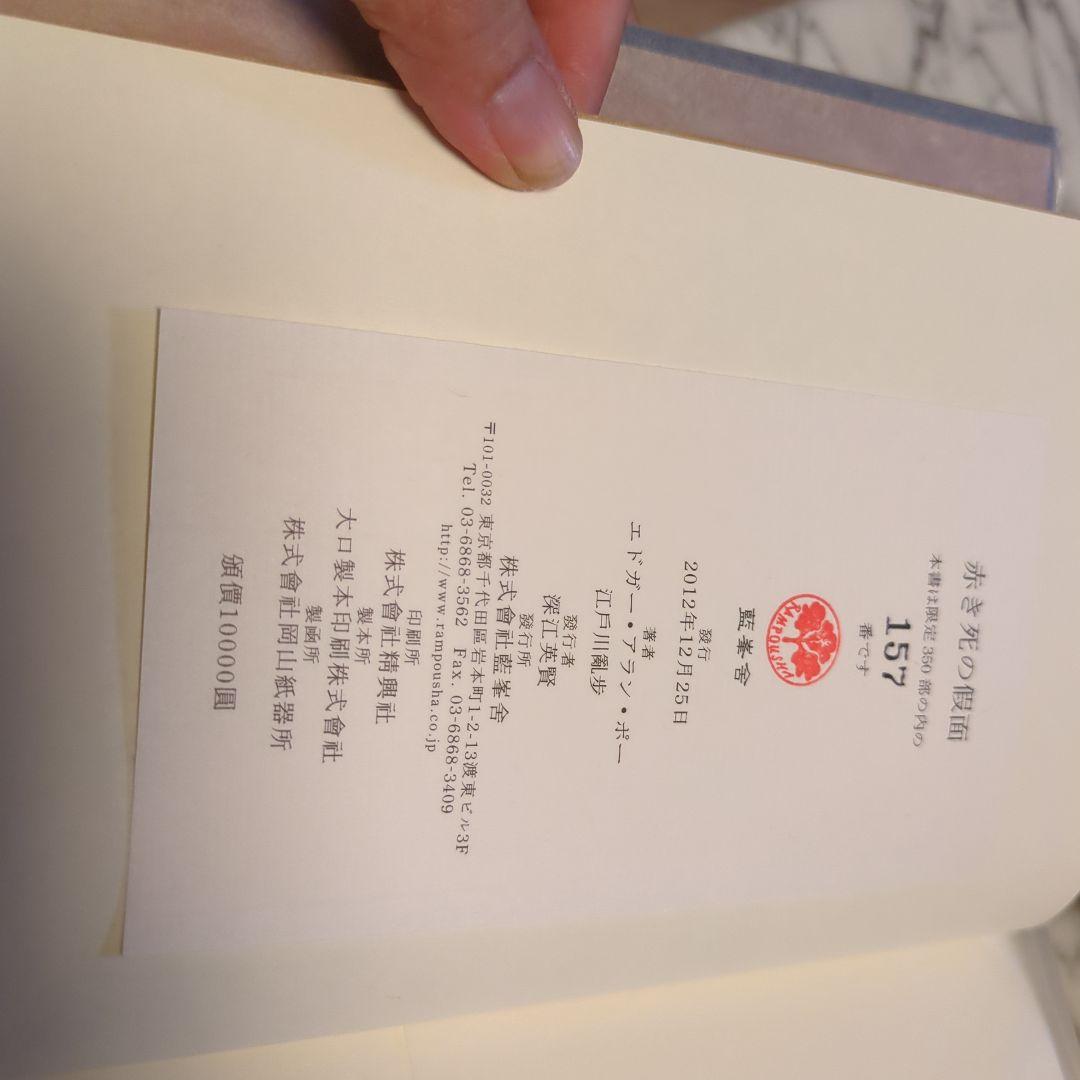 赤き死の假面
本書は限定350部の内の
157
番です
RAMPOUSHA
藍峯舍
發行
2012年12月25日
著者
エドガー・アラン・ポー
江戶川亂步
發行者
深江英賢
發行所
株式會社藍峯舍
〒101-0032 東京都千代田區岩本町1-2-13渡東ビル3F
Tel. 03-6868-3562 Fax. 03-6868-3409
http://www.rampousha.co.jp
印刷所
株式會社精興社
製本所
大口製本印刷株式會社
製凾所
株式會社岡山紙器所
頒價10000圓